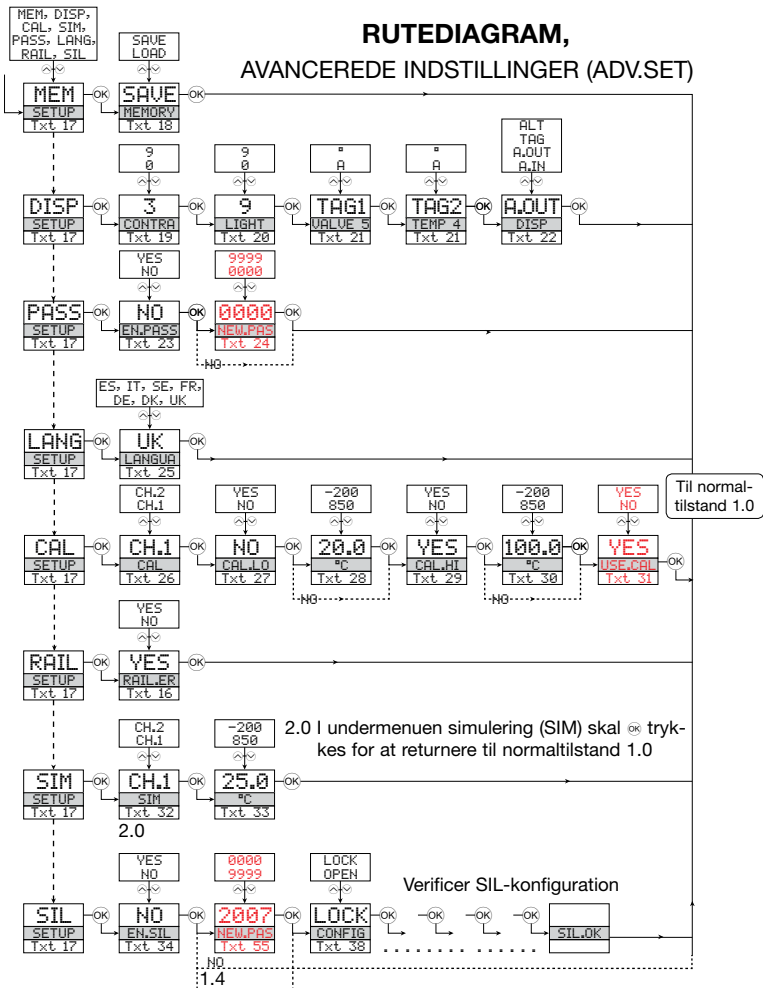 RUTEDIAGRAM,
AVANCEREDE INDSTILLINGER (ADV.SET)
MEM, DISP,
CAL, SIM,
PASS, LANG,
RAIL, SIL
SAVE
LOAD
MEM OK SAVE OK
SETUP MEMORY
Txt 17 Txt 18
9 9 " " ALT
0 0 A A TAG
A.OUT
A.IN
DISP OK 3 OK 9 OK TAG1 OK TAG2 OK A.OUT OK
SETUP CONTRA LIGHT VALVE 5 TEMP 4 DISP
Txt 17 Txt 19 Txt 20 Txt 21 Txt 21 Txt 22
YES 9999
NO 0000
PASS OK NO OK 0000 OK
SETUP EN.PASS NEW.PAS
Txt 17 Txt 23 Txt 24
NO
ES, IT, SE, FR,
DE, DK, UK
LANG OK UK OK
SETUP LANGUA
Txt 17 Txt 25
Til normal-
tilstand 1.0
CH.2 YES -200 YES -200 YES
CH.1 NO 850 NO 850 NO
CAL OK CH.1 OK NO OK 20.0 OK YES OK 100.0 OK YES OK
SETUP CAL CAL.LO °C CAL.HI °C USE.CAL
Txt 17 Txt 26 Txt 27 Txt 28 Txt 29 Txt 30 Txt 31
NO NO
YES
NO
RAIL OK YES OK
SETUP RAIL.ER
Txt 17 Txt 16
2.0 I undermenuen simulering (SIM) skal OK tryk-
kes for at returnere til normaltilstand 1.0
CH.2 -200
CH.1 850
SIM OK CH.1 OK 25.0 OK
SETUP SIM °C
Txt 17 Txt 32 Txt 33
2.0
YES 0000 LOCK
NO 9999 OPEN
Verificer SIL-konfiguration
SIL OK NO OK 2007 OK LOCK OK OK OK OK
SETUP EN.SIL NEW.PAS CONFIG SIL.OK
Txt 17 Txt 34 Txt 55 Txt 38
NO
1.4